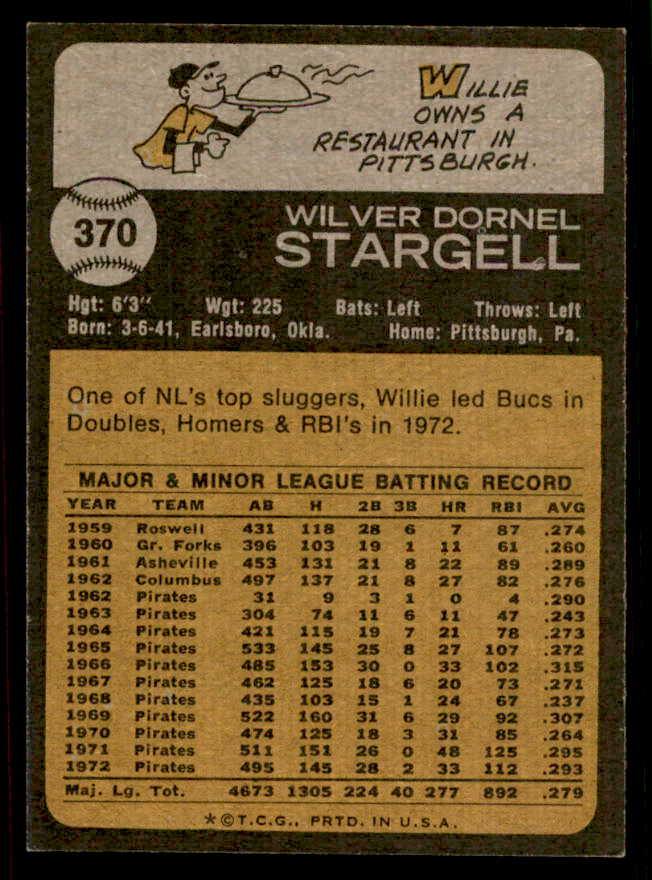 WILLIE
OWNS A
RESTAURANT IN
PITTSBURGH.
370
WILVER DORNEL
STARGELL
Hgt: 6'3" Wgt: 225 Bats: Left Throws: Left
Born: 3-6-41, Earlsboro, Okla. Home: Pittsburgh, Pa.
One of NL's top sluggers, Willie led Bucs in
Doubles, Homers & RBI's in 1972.
MAJOR & MINOR LEAGUE BATTING RECORD
YEAR TEAM AB H 2B 3B HR RBI AVG
1959 Roswell 431 118 28 6 7 87 .274
1960 Gr. Forks 396 103 19 1 11 61 .260
1961 Asheville 453 131 21 8 22 89 .289
1962 Columbus 497 137 21 8 27 82 .276
1962 Pirates 31 9 3 1 0 4 .290
1963 Pirates 304 74 11 6 11 47 .243
1964 Pirates 421 115 19 7 21 78 .273
1965 Pirates 533 145 25 8 27 107 .272
1966 Pirates 485 153 30 0 33 102 .315
1967 Pirates 462 125 18 6 20 73 .271
1968 Pirates 435 103 15 1 24 67 .237
1969 Pirates 522 160 31 6 29 92 .307
1970 Pirates 474 125 18 3 31 85 .264
1971 Pirates 511 151 26 0 48 125 .295
1972 Pirates 495 145 28 2 33 112 .293
Maj. Lg. Tot. 4673 1305 224 40 277 892 .279
*©T.C.G., PRTD. IN U.S.A.